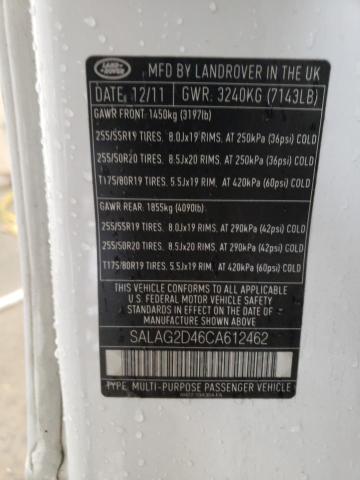 LAND
ROVER
MFD BY LANDROVER IN THE UK
DATE: 12/11 GWR: 3240KG (7143LB)
GAWR FRONT: 1450kg (3197lb)
255/55R19 TIRES. 8.0Jx19 RIMS, AT 250kPa (36psi) COLD
255/50R20 TIRES. 8.5Jx20 RIMS, AT 250kPa (36psi) COLD
T175/80R19 TIRES. 5.5Jx19 RIM, AT 420kPa (60psi) COLD
GAWR REAR: 1855kg (4090lb)
255/55R19 TIRES. 8.0Jx19 RIMS, AT 290kPa (42psi) COLD
255/50R20 TIRES. 8.5Jx20 RIMS, AT 290kPa (42psi) COLD
T175/80R19 TIRES. 5.5Jx19 RIM, AT 420kPa (60psi) COLD
THIS VEHICLE CONFORMS TO ALL APPLICABLE
U.S. FEDERAL MOTOR VEHICLE SAFETY
STANDARDS IN EFFECT ON THE DATE OF
MANUFACTURE SHOWN ABOVE
SALAG2D46CA612462
TYPE: MULTI-PURPOSE PASSENGER VEHICLE